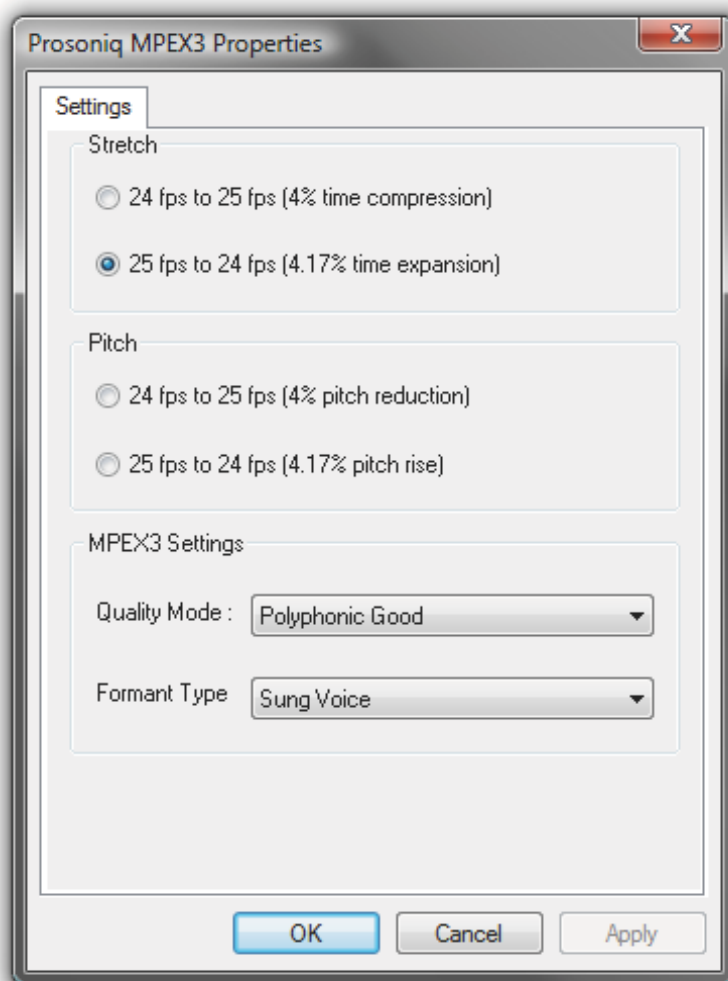 Prosoniq MPEX3 Properties
Settings
Stretch
24 fps to 25 fps (4% time compression)
25 fps to 24 fps (4.17% time expansion)
Pitch
24 fps to 25 fps (4% pitch reduction)
25 fps to 24 fps (4.17% pitch rise)
MPEX3 Settings
Quality Mode : Polyphonic Good
Formant Type Sung Voice
OK Cancel Apply